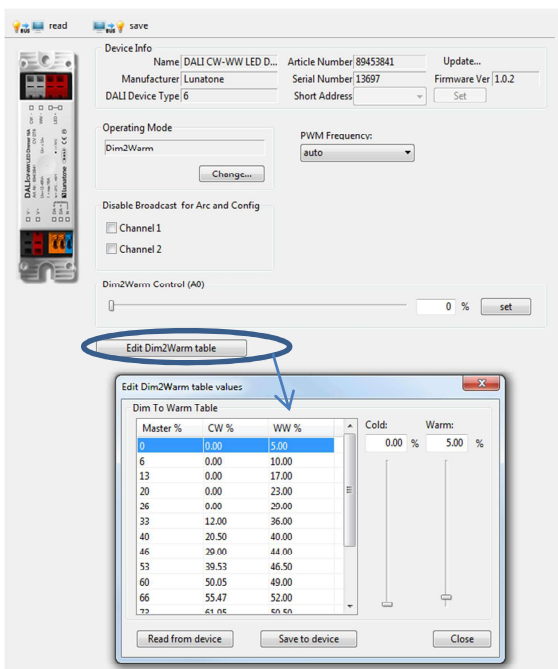 read save
Device Info
Name DALI CW-WW LED D... Article Number 89453841 Update...
Manufacturer Lunatone Serial Number 13697 Firmware Ver 1.0.2
DALI Device Type 6 Short Address Set
Operating Mode
Dim2Warm
Change...
PWM Frequency:
auto
Disable Broadcast for Arc and Config
Channel 1
Channel 2
Dim2Warm Control (A0)
0 % set
Edit Dim2Warm table
Edit Dim2Warm table values
Dim To Warm Table
Master % CW % WW %
0 0.00 5.00
6 0.00 10.00
13 0.00 17.00
20 0.00 23.00
26 0.00 29.00
33 12.00 36.00
40 20.50 40.00
46 29.00 44.00
53 39.53 46.50
60 50.05 49.00
66 55.47 52.00
73 61.95 50.50
Cold: Warm:
0.00 % 5.00 %
Read from device Save to device Close